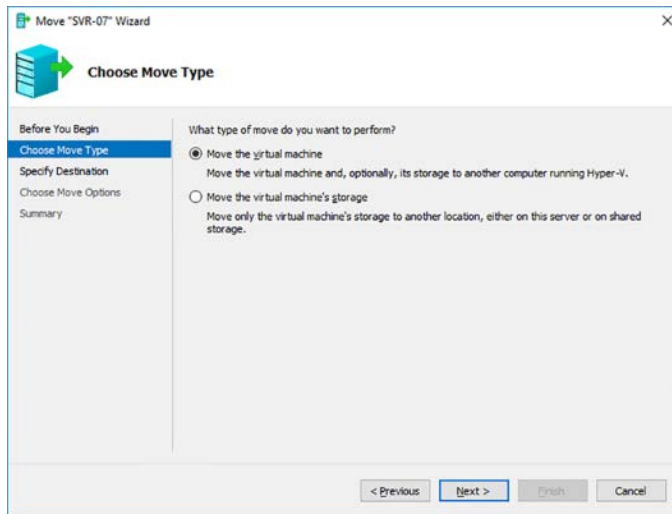 Move "SVR-07" Wizard
Choose Move Type
Before You Begin
Choose Move Type
Specify Destination
Choose Move Options
Summary
What type of move do you want to perform?
Move the virtual machine
Move the virtual machine and, optionally, its storage to another computer running Hyper-V.
Move the virtual machine's storage
Move only the virtual machine's storage to another location, either on this server or on shared
storage.
< Previous
Next >
Finish
Cancel